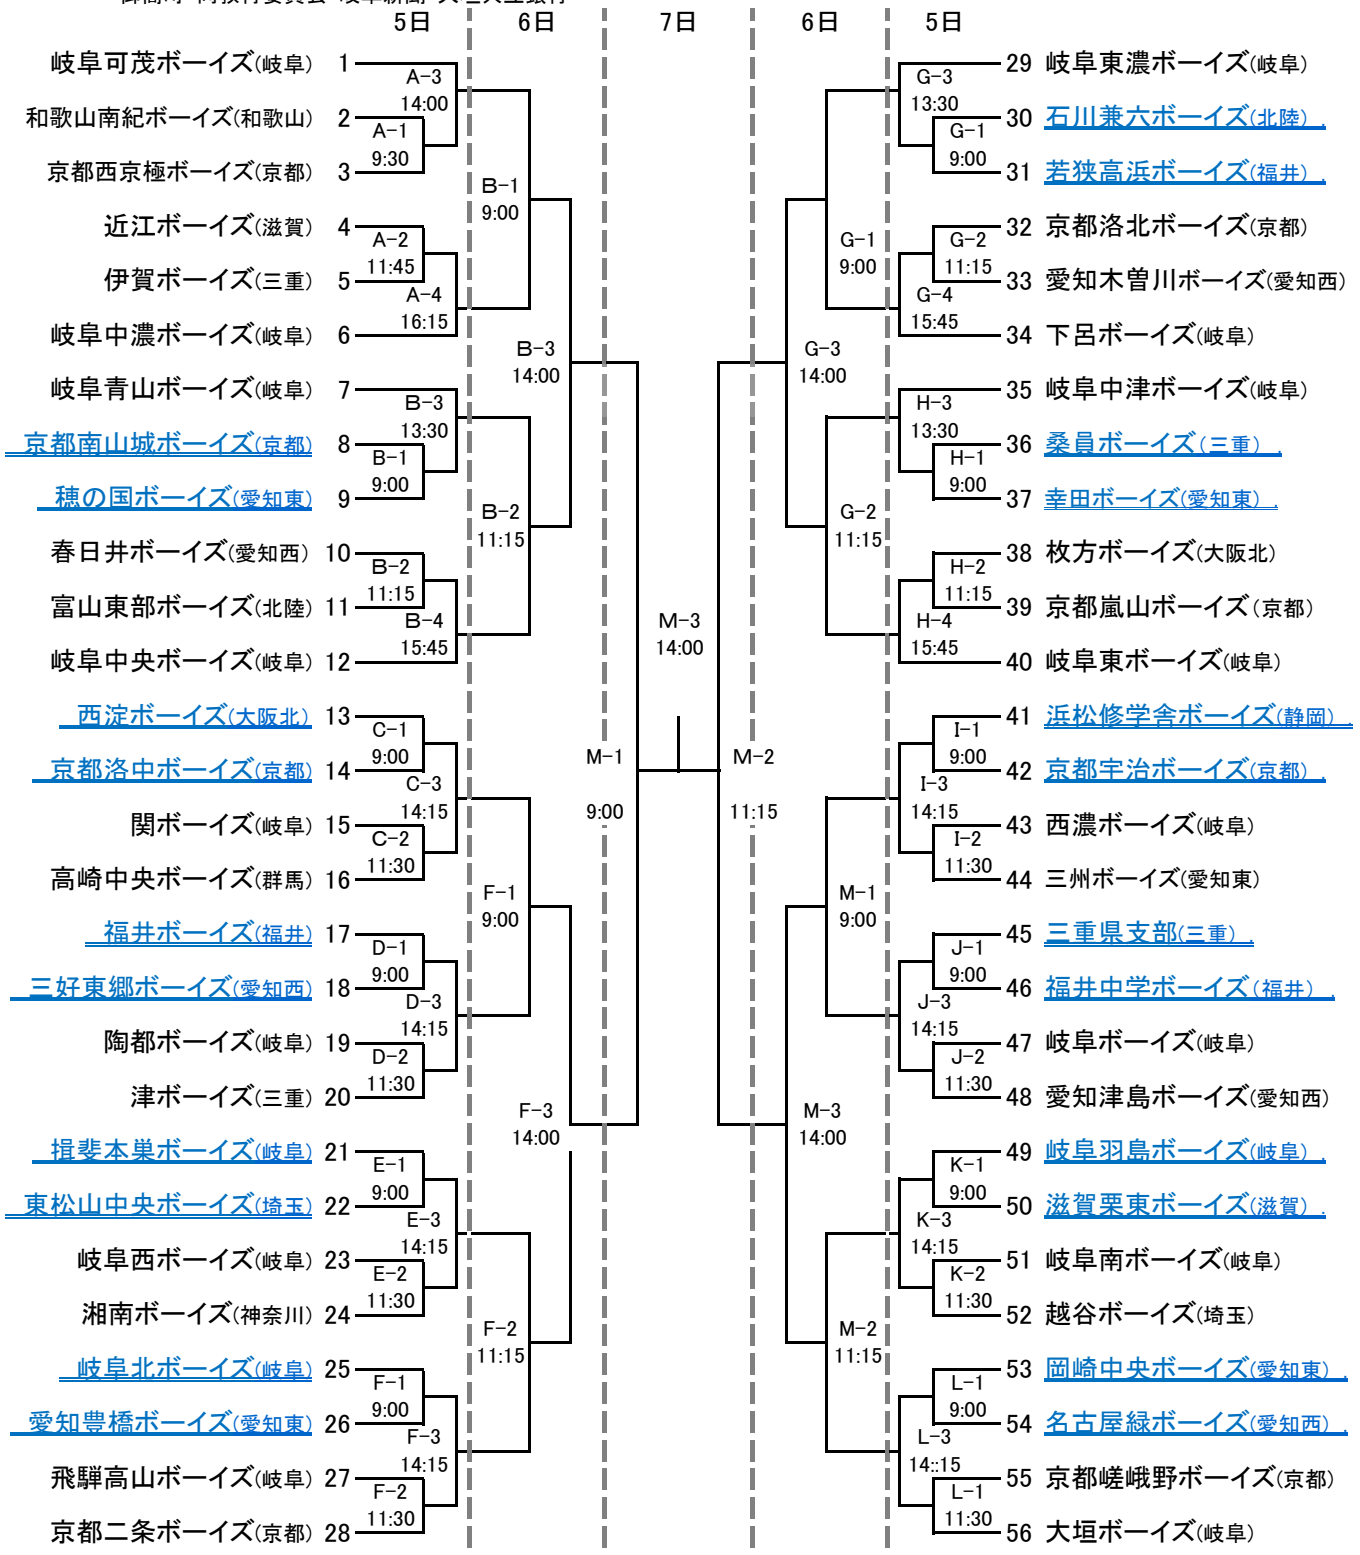 5日 6日 7日 6日 5日
岐阜可茂ボーイズ(岐阜) 1
和歌山南紀ボーイズ(和歌山) 2
京都西京極ボーイズ(京都) 3
近江ボーイズ(滋賀) 4
伊賀ボーイズ(三重) 5
岐阜中濃ボーイズ(岐阜) 6
岐阜青山ボーイズ(岐阜) 7
京都南山城ボーイズ(京都) 8
穂の国ボーイズ(愛知東) 9
春日井ボーイズ(愛知西) 10
富山東部ボーイズ(北陸) 11
岐阜中央ボーイズ(岐阜) 12
西淀ボーイズ(大阪北) 13
京都洛中ボーイズ(京都) 14
関ボーイズ(岐阜) 15
高崎中央ボーイズ(群馬) 16
福井ボーイズ(福井) 17
三好東郷ボーイズ(愛知西) 18
陶都ボーイズ(岐阜) 19
津ボーイズ(三重) 20
揖斐本巣ボーイズ(岐阜) 21
東松山中央ボーイズ(埼玉) 22
岐阜西ボーイズ(岐阜) 23
湘南ボーイズ(神奈川) 24
岐阜北ボーイズ(岐阜) 25
愛知豊橋ボーイズ(愛知東) 26
飛騨高山ボーイズ(岐阜) 27
京都二条ボーイズ(京都) 28
A-3
14:00
A-1
9:30
A-2
11:45
A-4
16:15
B-3
13:30
B-1
9:00
B-2
11:15
B-4
15:45
C-1
9:00
C-3
14:15
C-2
11:30
D-1
9:00
D-3
14:15
D-2
11:30
E-1
9:00
E-3
14:15
E-2
11:30
F-1
9:00
F-3
14:15
F-2
11:30
B-1
9:00
B-3
14:00
B-2
11:15
F-1
9:00
F-3
14:00
F-2
11:15
M-1
9:00
M-3
14:00
M-2
11:15
G-1
9:00
G-3
14:00
G-2
11:15
M-1
9:00
M-3
14:00
M-2
11:15
G-3
13:30
G-1
9:00
G-2
11:15
G-4
15:45
H-3
13:30
H-1
9:00
H-2
11:15
H-4
15:45
I-1
9:00
I-3
14:15
I-2
11:30
J-1
9:00
J-3
14:15
J-2
11:30
K-1
9:00
K-3
14:15
K-2
11:30
L-1
9:00
L-3
14::15
L-1
11:30
29 岐阜東濃ボーイズ(岐阜)
30 石川兼六ボーイズ(北陸) .
31 若狭高浜ボーイズ(福井) .
32 京都洛北ボーイズ(京都)
33 愛知木曽川ボーイズ(愛知西)
34 下呂ボーイズ(岐阜)
35 岐阜中津ボーイズ(岐阜)
36 桑員ボーイズ(三重) .
37 幸田ボーイズ(愛知東) .
38 枚方ボーイズ(大阪北)
39 京都嵐山ボーイズ(京都)
40 岐阜東ボーイズ(岐阜)
41 浜松修学舎ボーイズ(静岡) .
42 京都宇治ボーイズ(京都) .
43 西濃ボーイズ(岐阜)
44 三州ボーイズ(愛知東)
45 三重県支部(三重) .
46 福井中学ボーイズ(福井) .
47 岐阜ボーイズ(岐阜)
48 愛知津島ボーイズ(愛知西)
49 岐阜羽島ボーイズ(岐阜) .
50 滋賀栗東ボーイズ(滋賀) .
51 岐阜南ボーイズ(岐阜)
52 越谷ボーイズ(埼玉)
53 岡崎中央ボーイズ(愛知東) .
54 名古屋緑ボーイズ(愛知西) .
55 京都嵯峨野ボーイズ(京都)
56 大垣ボーイズ(岐阜)